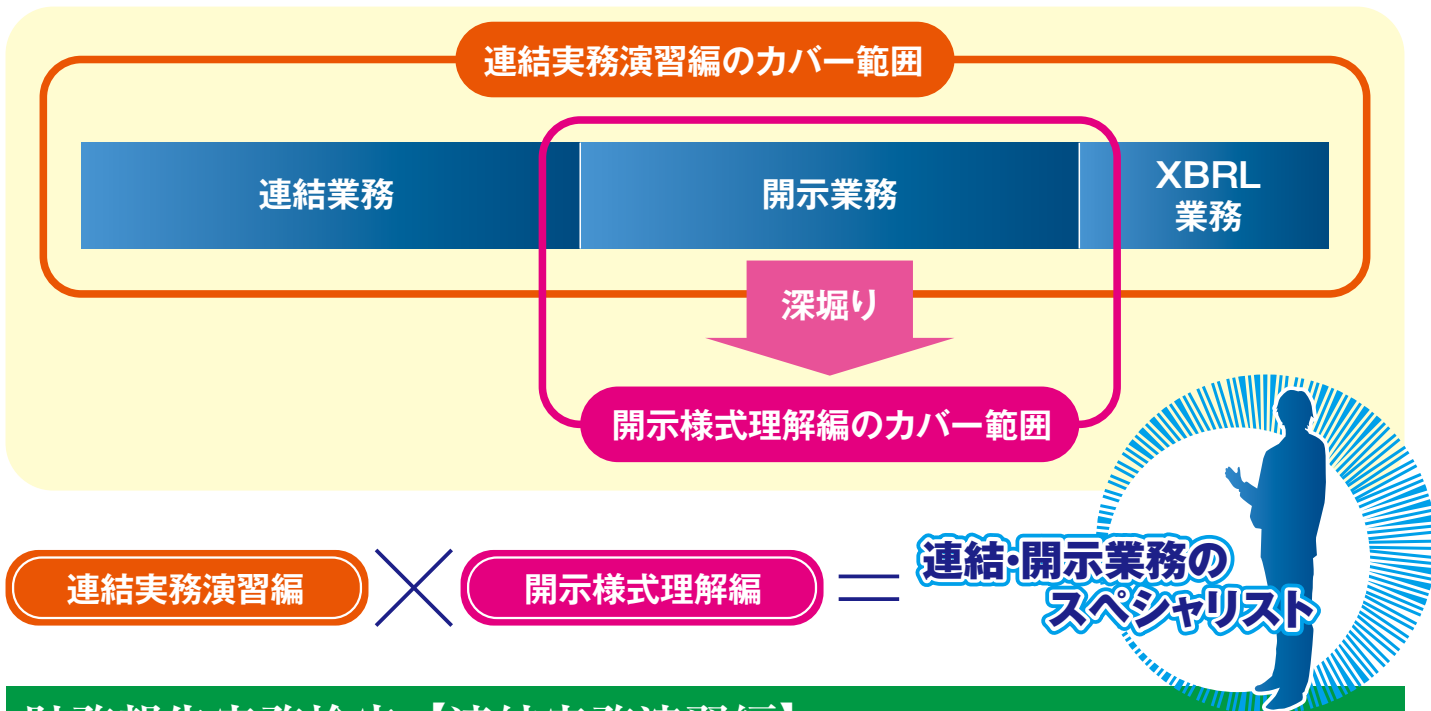 連結実務演習編のカバー範囲
連結業務
開示業務
XBRL
業務
深堀り
開示様式理解編のカバー範囲
連結実務演習編
開示様式理解編
連結・開示業務の
スペシャリスト